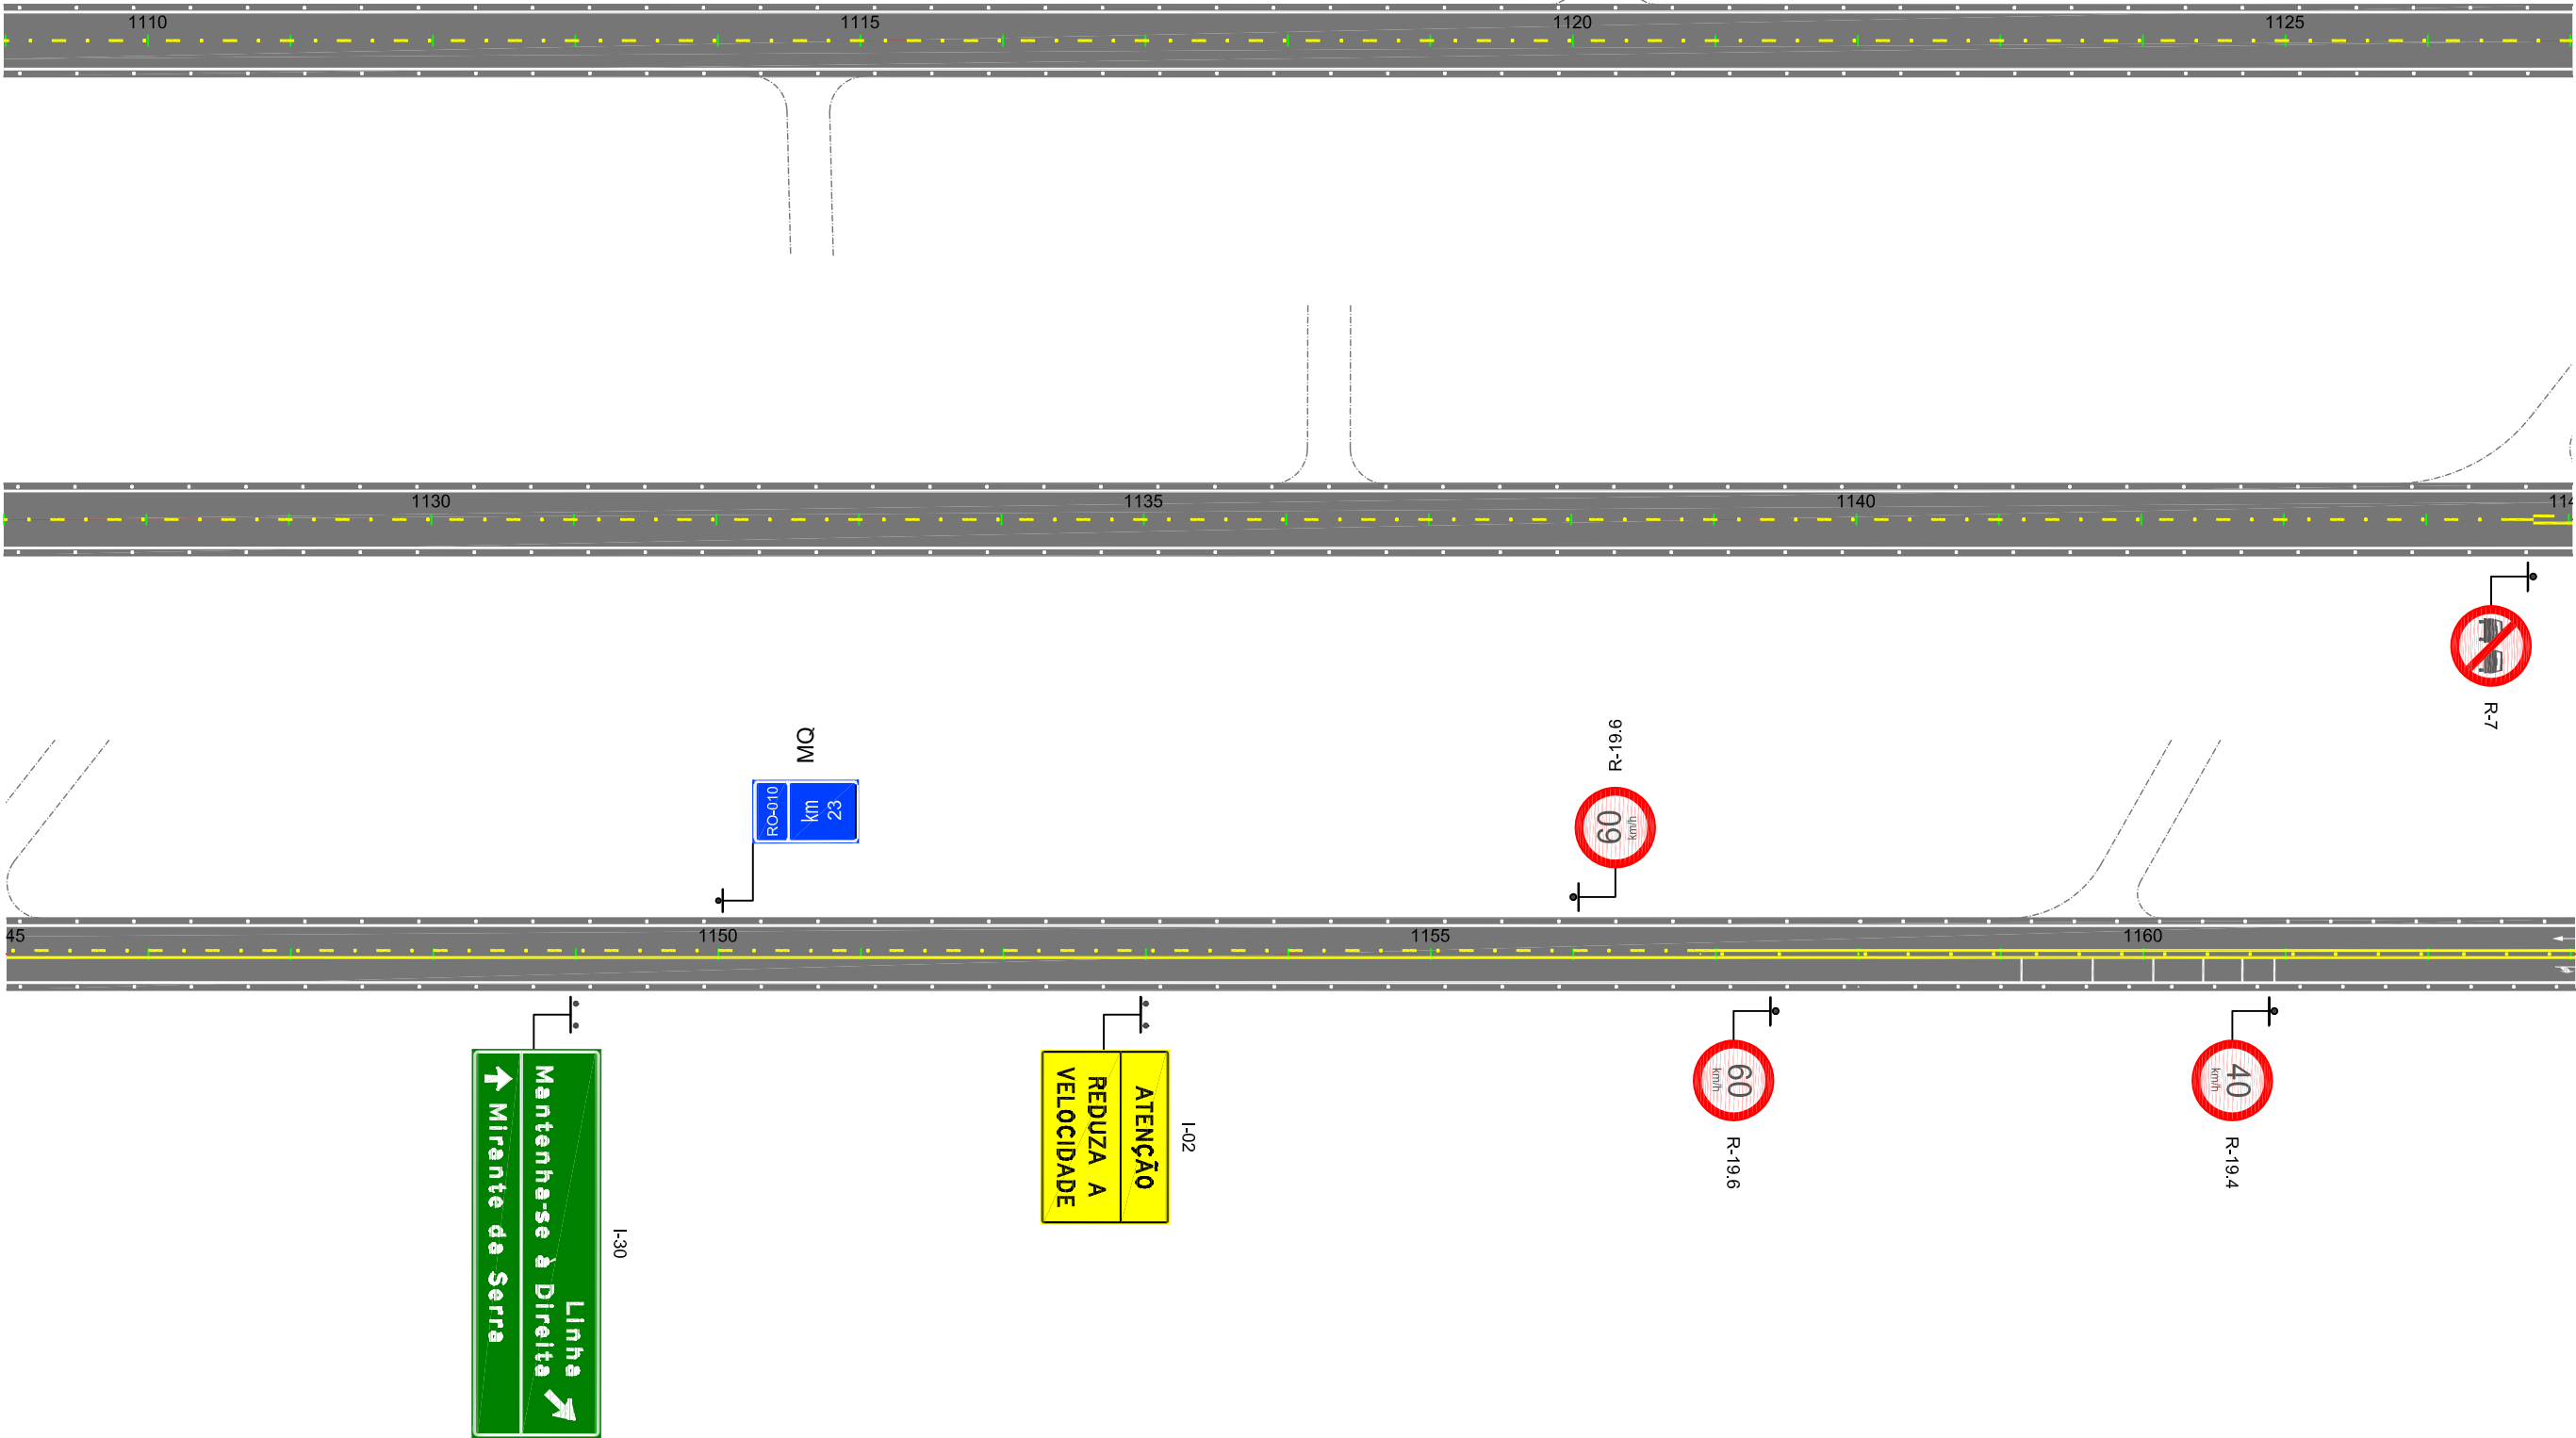 1110
1115
1120
1125
1130
1135
1140
114
R-7
MQ
RO-010
km
23
R-19.6
60
km/h
45
1150
1155
1160
Linha
Mantenha-se à Direita
Mirante da Serra
I-30
ATENÇÃO
REDUZA A
VELOCIDADE
I-02
60
km/h
R-19.6
40
km/h
R-19.4